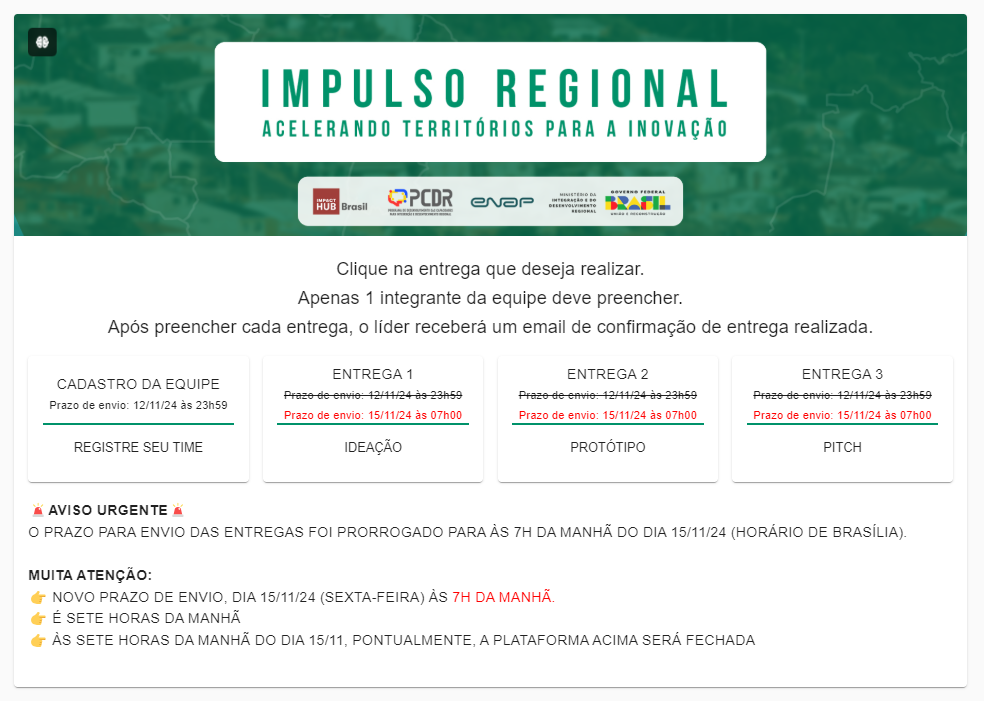 IMPULSO REGIONAL
ACELERANDO TERRITÓRIOS PARA A INOVAÇÃO
IMPACT
HUB Brasil
PCDR
enap
MINISTÉRIO DA
INTEGRAÇÃO E DO
DESENVOLVIMENTO
REGIONAL
GOVERNO FEDERAL
BRASIL
UNIÃO E RECONSTRUÇÃO
Clique na entrega que deseja realizar.
Apenas 1 integrante da equipe deve preencher.
Após preencher cada entrega, o líder receberá um email de confirmação de entrega realizada.
CADASTRO DA EQUIPE
Prazo de envio: 12/11/24 às 23h59
REGISTRE SEU TIME
ENTREGA 1
Prazo de envio: 12/11/24 às 23h59
Prazo de envio: 15/11/24 às 07h00
IDEAÇÃO
ENTREGA 2
Prazo de envio: 12/11/24 às 23h59
Prazo de envio: 15/11/24 às 07h00
PROTÓTIPO
ENTREGA 3
Prazo de envio: 12/11/24 às 23h59
Prazo de envio: 15/11/24 às 07h00
PITCH
🚨 AVISO URGENTE 🚨
O PRAZO PARA ENVIO DAS ENTREGAS FOI PRORROGADO PARA ÀS 7H DA MANHÃ DO DIA 15/11/24 (HORÁRIO DE BRASÍLIA).
MUITA ATENÇÃO:
👉 NOVO PRAZO DE ENVIO, DIA 15/11/24 (SEXTA-FEIRA) ÀS 7H DA MANHÃ.
👉 É SETE HORAS DA MANHÃ
👉 ÀS SETE HORAS DA MANHÃ DO DIA 15/11, PONTUALMENTE, A PLATAFORMA ACIMA SERÁ FECHADA